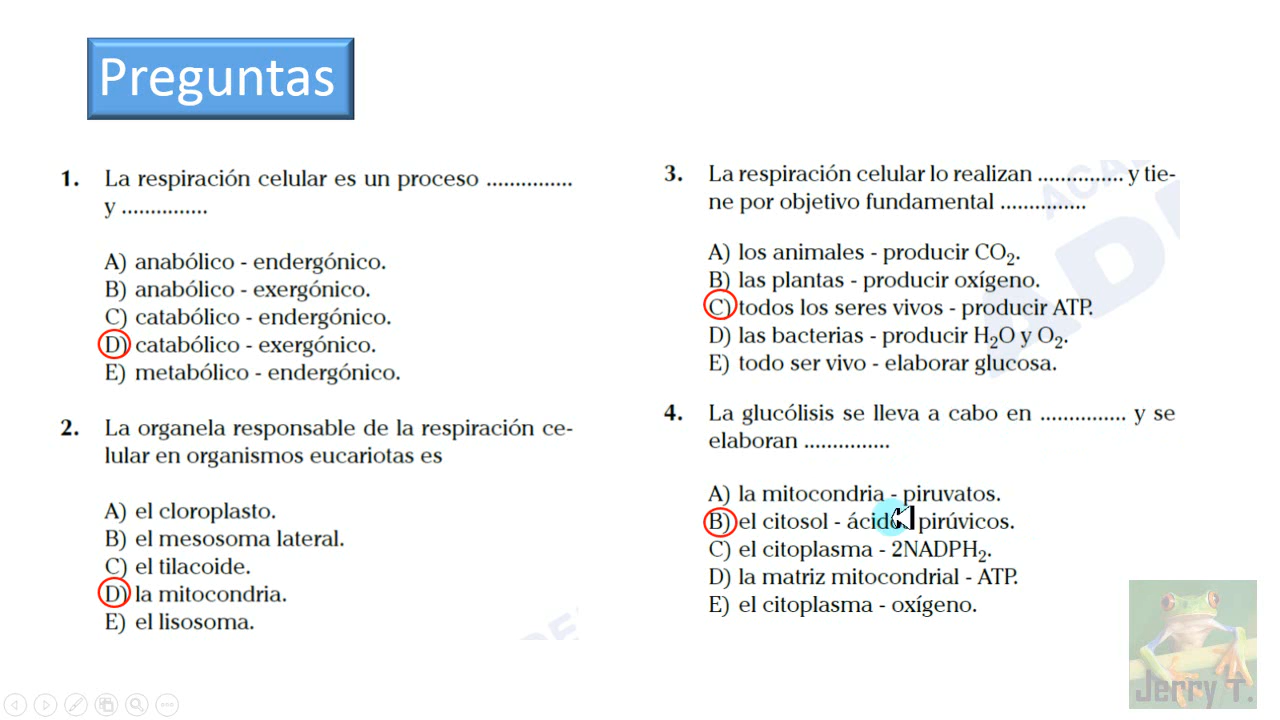 Preguntas
1. La respiración celular es un proceso ...............
y ...............
A) anabólico - endergónico.
B) anabólico - exergónico.
C) catabólico - endergónico.
D) catabólico - exergónico.
E) metabólico - endergónico.
2. La organela responsable de la respiración ce-
lular en organismos eucariotas es
A) el cloroplasto.
B) el mesosoma lateral.
C) el tilacoide.
D) la mitocondria.
E) el lisosoma.
3. La respiración celular lo realizan ............... y tie-
ne por objetivo fundamental ...............
A) los animales - producir CO₂.
B) las plantas - producir oxígeno.
C) todos los seres vivos - producir ATP.
D) las bacterias - producir H₂O y O₂.
E) todo ser vivo - elaborar glucosa.
4. La glucólisis se lleva a cabo en ............... y se
elaboran ...............
A) la mitocondria - piruvatos.
B) el citosol - ácidos pirúvicos.
C) el citoplasma - 2NADPH₂.
D) la matriz mitocondrial - ATP.
E) el citoplasma - oxígeno.
Jerry T.